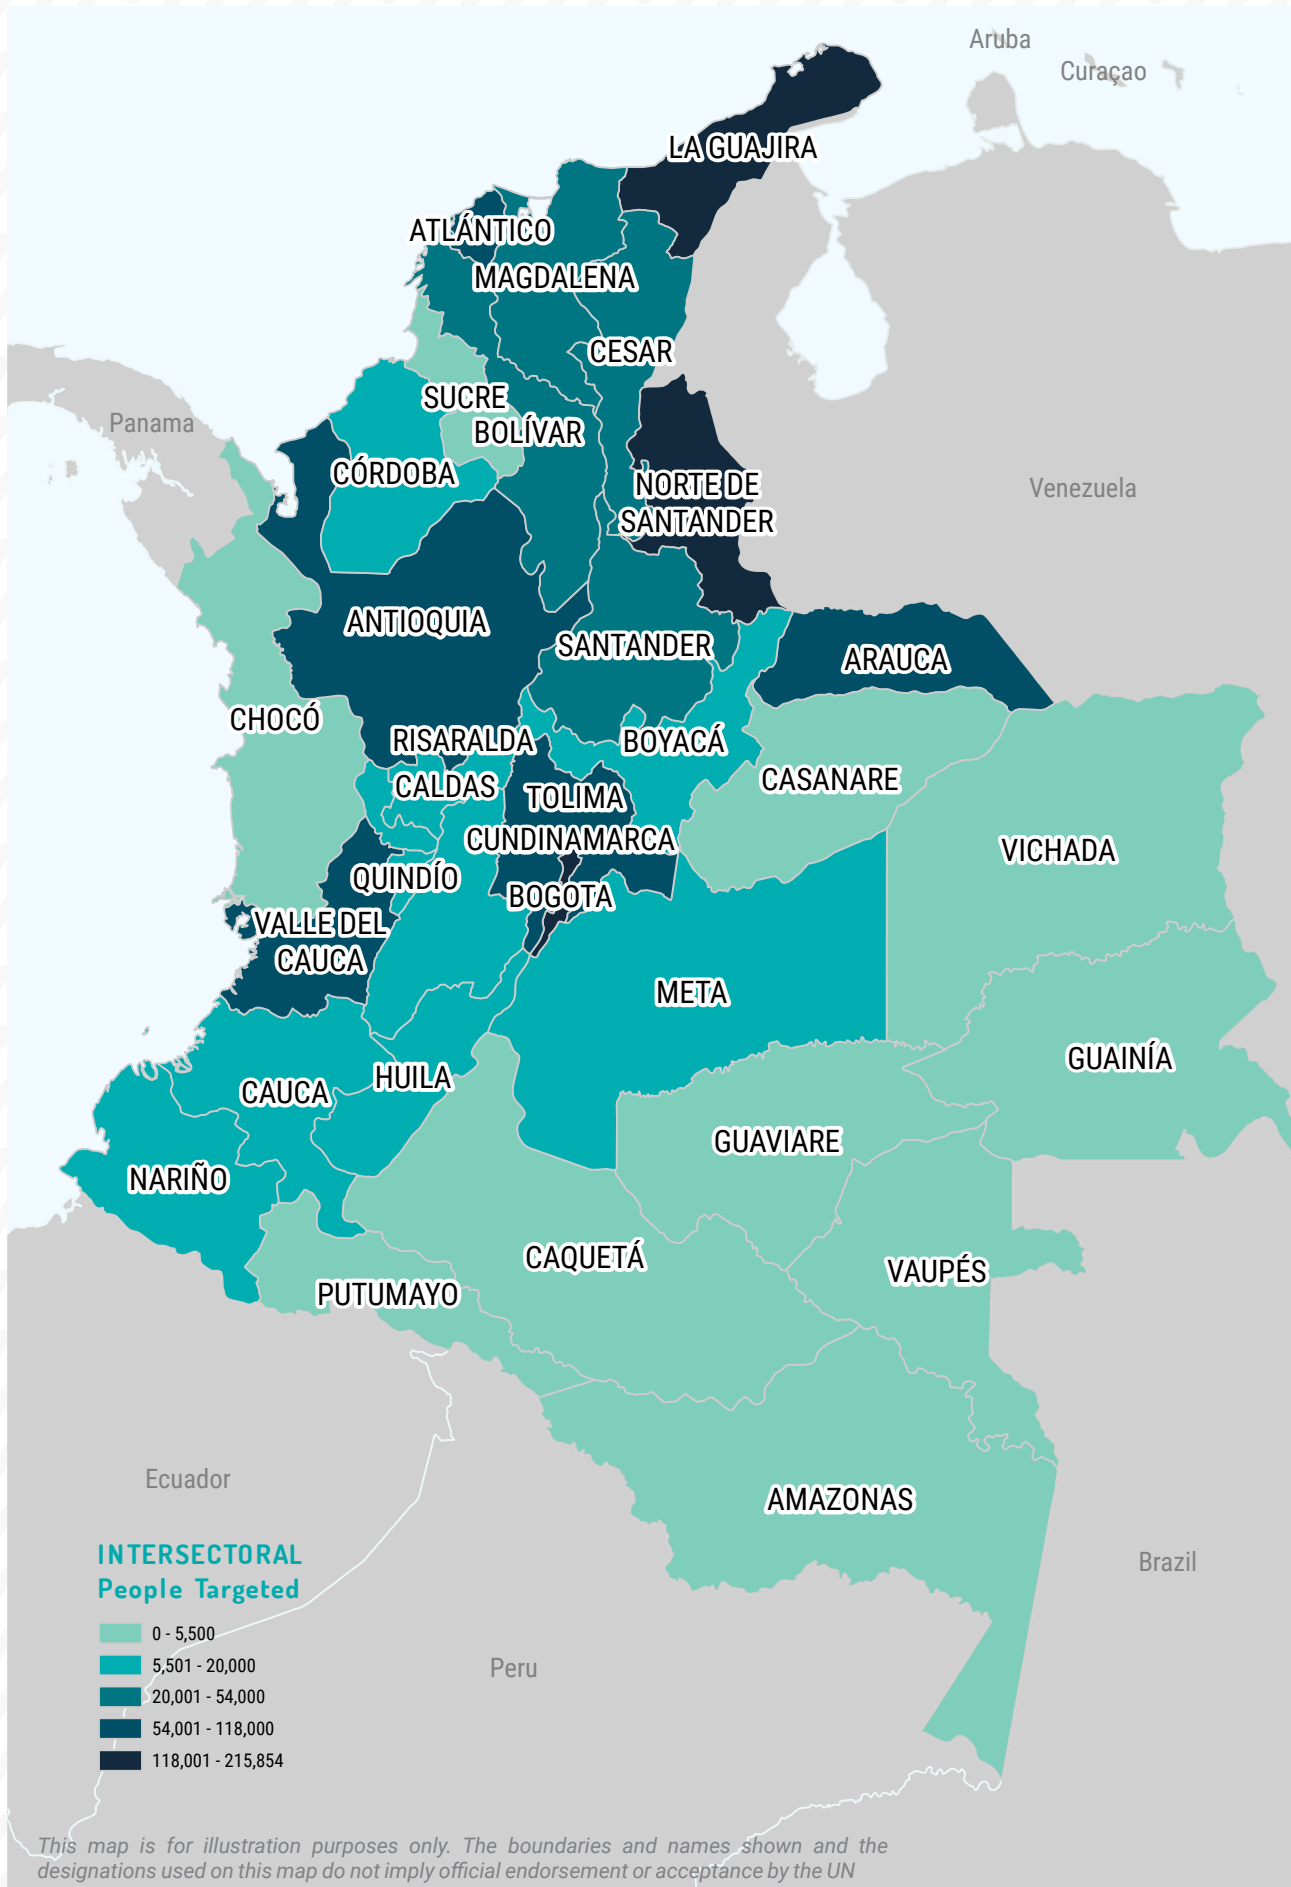 Aruba
Curaçao
LA GUAJIRA
ATLÁNTICO
MAGDALENA
CESAR
SUCRE
BOLÍVAR
Panama
CÓRDOBA
NORTE DE
SANTANDER
Venezuela
ANTIOQUIA
SANTANDER
ARAUCA
CHOCÓ
RISARALDA
BOYACÁ
CASANARE
CALDAS
TOLIMA
CUNDINAMARCA
VICHADA
QUINDÍO
BOGOTA
VALLE DEL
CAUCA
META
GUAINÍA
HUILA
CAUCA
GUAVIARE
NARIÑO
CAQUETÁ
VAUPÉS
PUTUMAYO
Ecuador
AMAZONAS
Brazil
Peru
INTERSECTORAL
People Targeted
0 - 5,500
5,501 - 20,000
20,001 - 54,000
54,001 - 118,000
118,001 - 215,854
This map is for illustration purposes only. The boundaries and names shown and the
designations used on this map do not imply official endorsement or acceptance by the UN